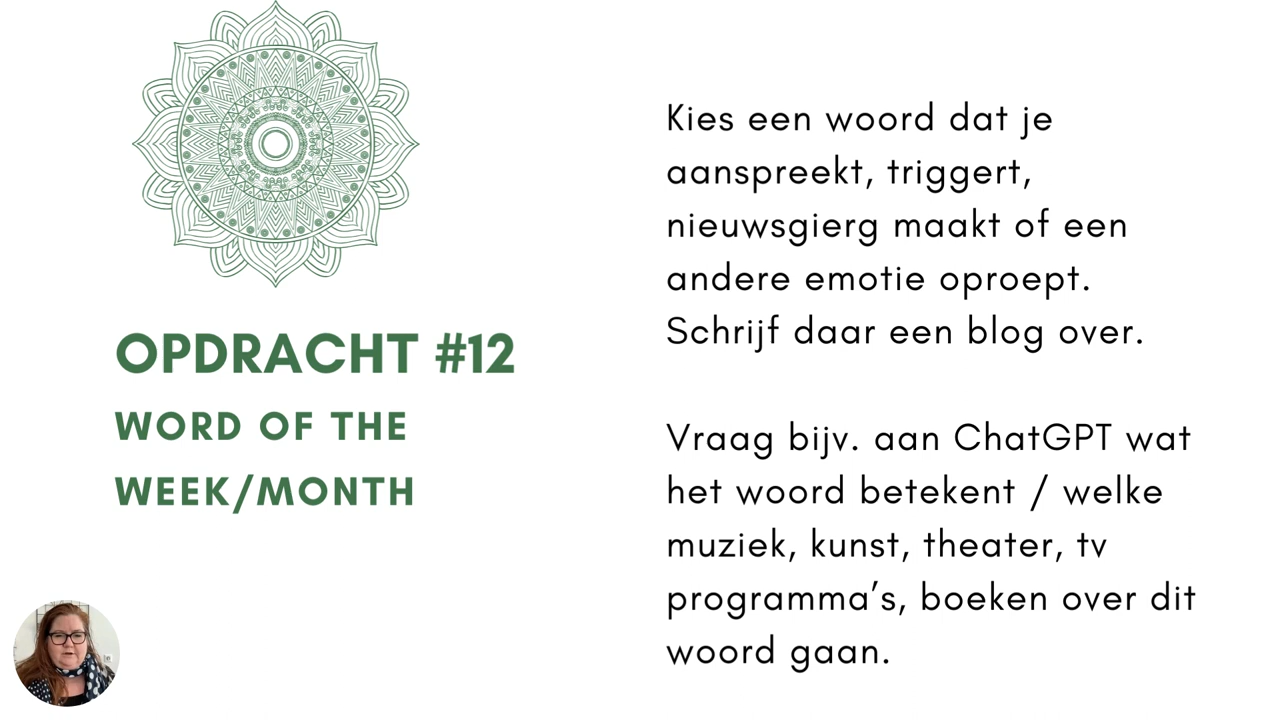 OPDRACHT #12
WORD OF THE
WEEK/MONTH
Kies een woord dat je
aanspreekt, triggert,
nieuwsgierg maakt of een
andere emotie oproept.
Schrijf daar een blog over.
Vraag bijv. aan ChatGPT wat
het woord betekent / welke
muziek, kunst, theater, tv
programma's, boeken over dit
woord gaan.